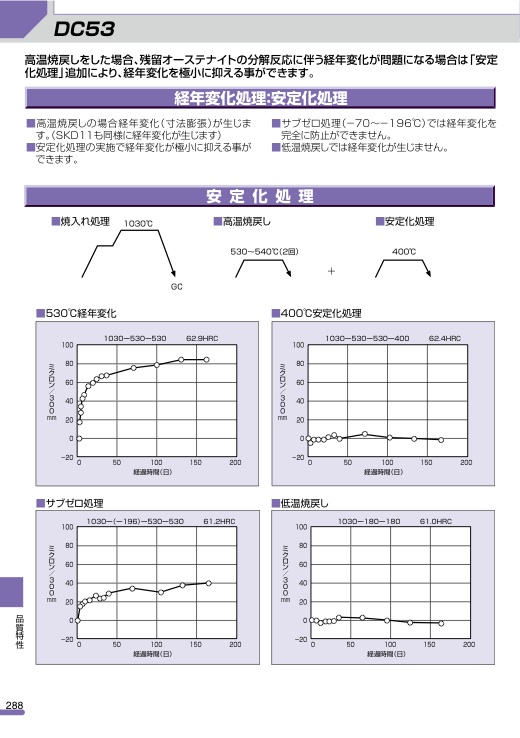 DC53
高温焼戻しをした場合、残留オーステナイトの分解反応に伴う経年変化が問題になる場合は「安定
化処理」追加により、経年変化を極小に抑える事ができます。
経年変化処理:安定化処理
■高温焼戻しの場合経年変化(寸法膨張)が生じま
す。(SKD11も同様に経年変化が生じます)
■安定化処理の実施で経年変化が極小に抑える事が
できます。
■サブゼロ処理(−70〜−196℃)では経年変化を
完全に防止ができません。
■低温焼戻しでは経年変化が生じません。
安定化処理
■焼入れ処理
1030℃
GC
■高温焼戻し
530〜540℃(2回)
+
■安定化処理
400℃
■530℃経年変化
1030−530−530 62.9HRC
100
80
60
40
20
0
−20
ミクロン/300mm
0 50 100 150 200
経過時間(日)
■400℃安定化処理
1030−530−530−400 62.4HRC
100
80
60
40
20
0
−20
ミクロン/300mm
0 50 100 150 200
経過時間(日)
■サブゼロ処理
1030−(−196)−530−530 61.2HRC
100
80
60
40
20
0
−20
ミクロン/300mm
0 50 100 150 200
経過時間(日)
■低温焼戻し
1030−180−180 61.0HRC
100
80
60
40
20
0
−20
ミクロン/300mm
0 50 100 150 200
経過時間(日)
品質特性
288